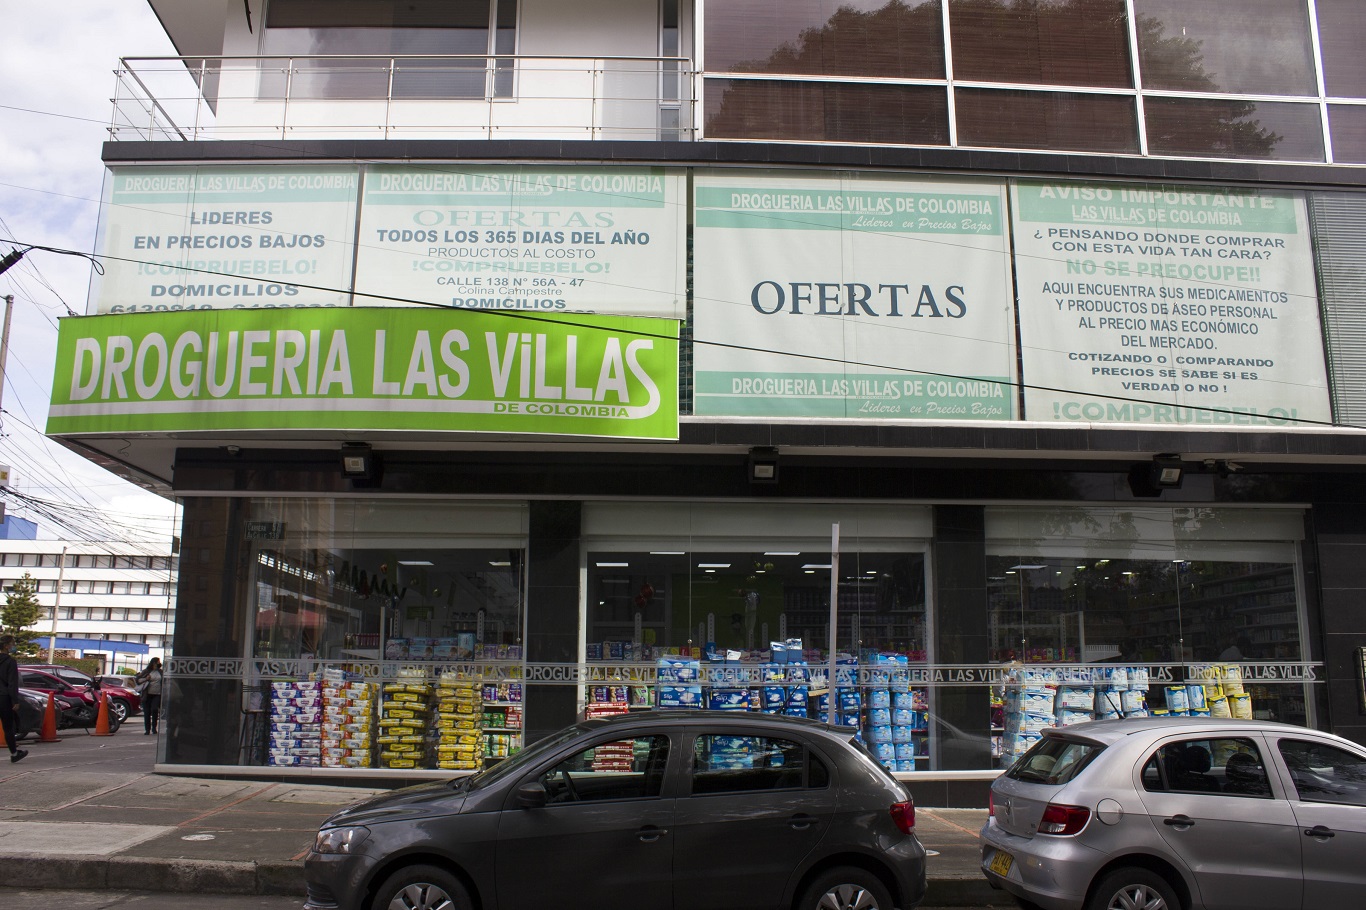 DROGUERIA LAS VILLAS DE COLOMBIA
LIDERES
EN PRECIOS BAJOS
!COMPRUEBELO!
DOMICILIOS
DROGUERIA LAS VILLAS DE COLOMBIA
OFERTAS
TODOS LOS 365 DIAS DEL AÑO
PRODUCTOS AL COSTO
!COMPRUEBELO!
CALLE 138 N° 56A - 47
Colina Campestre
DOMICILIOS
DROGUERIA LAS VILLAS DE COLOMBIA
Lideres en Precios Bajos
OFERTAS
DROGUERIA LAS VILLAS DE COLOMBIA
Lideres en Precios Bajos
AVISO IMPORTANTE
LAS VILLAS DE COLOMBIA
¿ PENSANDO DONDE COMPRAR
CON ESTA VIDA TAN CARA?
NO SE PREOCUPE!!
AQUI ENCUENTRA SUS MEDICAMENTOS
Y PRODUCTOS DE ASEO PERSONAL
AL PRECIO MAS ECONÓMICO
DEL MERCADO.
COTIZANDO O COMPARANDO
PRECIOS SE SABE SI ES
VERDAD O NO !
!COMPRUEBELO!
DROGUERIA LAS ViLLAS
DE COLOMBIA
DROGUERIA LAS VILLAS DROGUERIA LAS VILLAS DROGUERIA LAS VILLAS DROGUERIA LAS VILLAS DROGUERIA LAS VILLAS DROGUERIA LAS VILLAS